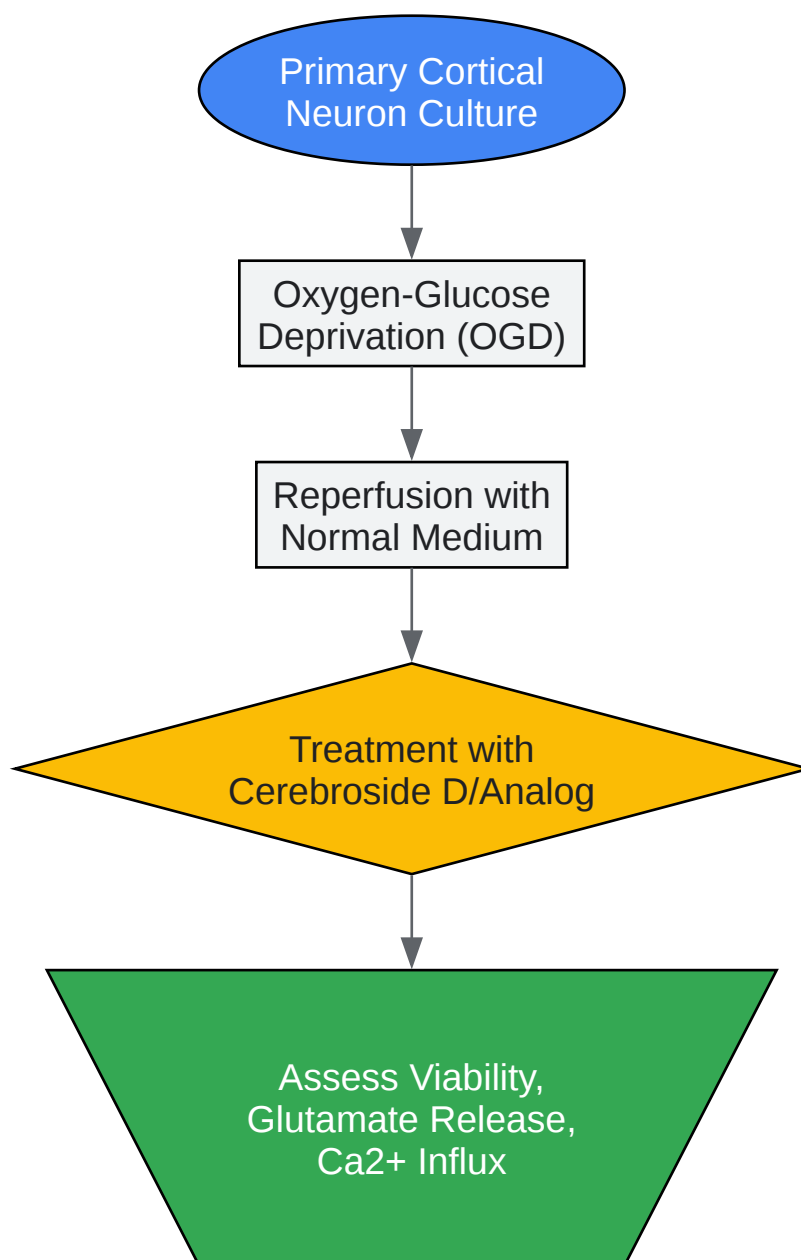 Primary Cortical
Neuron Culture
Oxygen-Glucose
Deprivation (OGD)
Reperfusion with
Normal Medium
Treatment with
Cerebroside D/Analog
Assess Viability,
Glutamate Release,
Ca2+ Influx